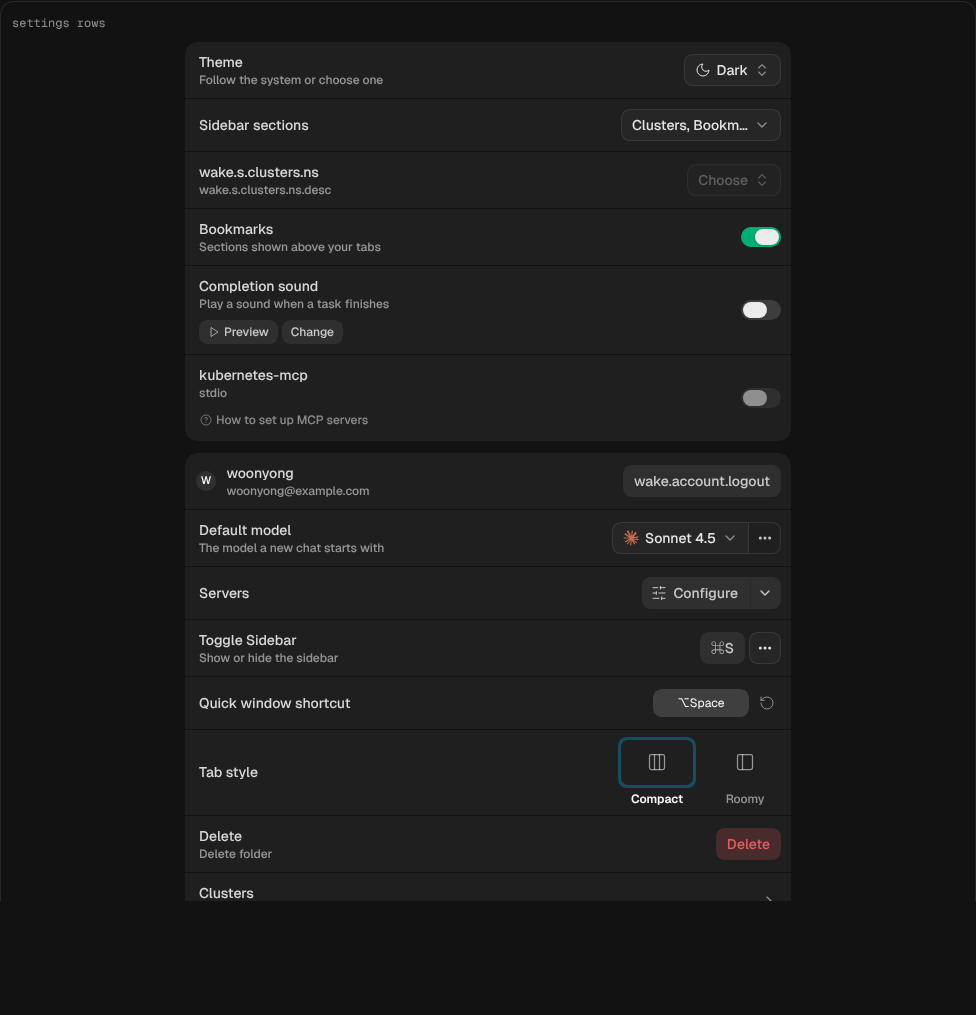 settings rows
Theme
Follow the system or choose one
Dark
Sidebar sections
Clusters, Bookm...
wake.s.clusters.ns
wake.s.clusters.ns.desc
Choose
Bookmarks
Sections shown above your tabs
Completion sound
Play a sound when a task finishes
Preview
Change
kubernetes-mcp
stdio
How to set up MCP servers
W
woonyong
woonyong@example.com
wake.account.logout
Default model
The model a new chat starts with
Sonnet 4.5
Servers
Configure
Toggle Sidebar
Show or hide the sidebar
⌘S
Quick window shortcut
⌥Space
Tab style
Compact
Roomy
Delete
Delete folder
Delete
Clusters